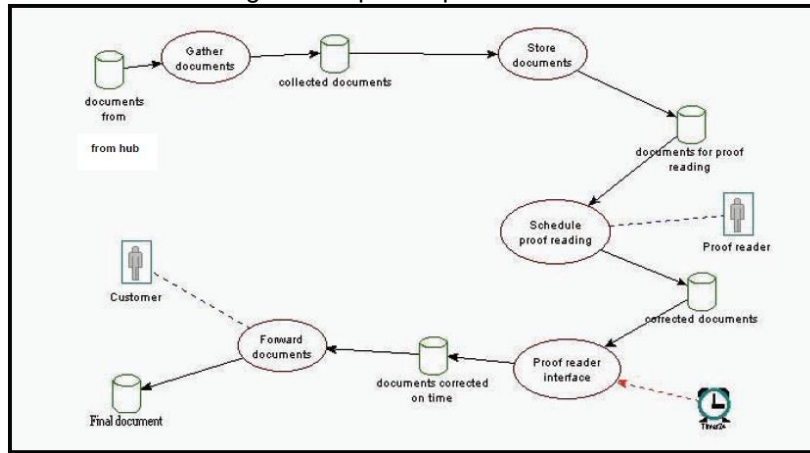 Gather
documents
collected documents
Store
documents
documents
from
from hub
documents for proof
reading
Schedule
proof reading
Proof reader
Customer
corrected documents
Forward
documents
documents corrected
on time
Proof reader
interface
Final document